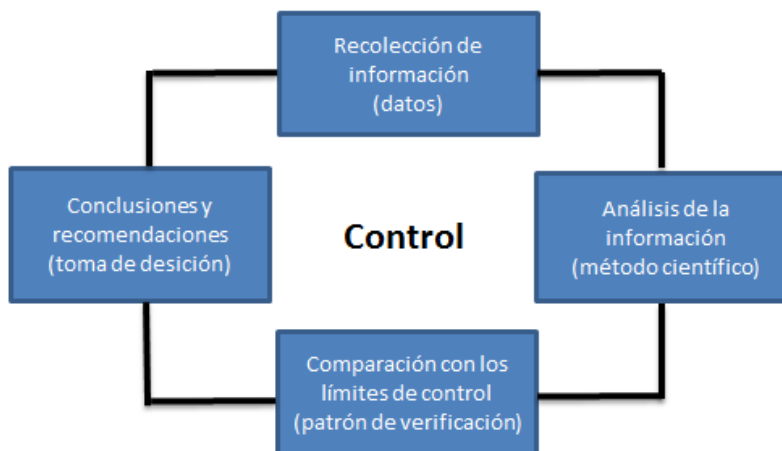 Recolección de
información
(datos)
Conclusiones y
recomendaciones
(toma de desición)
Control
Análisis de la
información
(método científico)
Comparación con los
límites de control
(patrón de verificación)